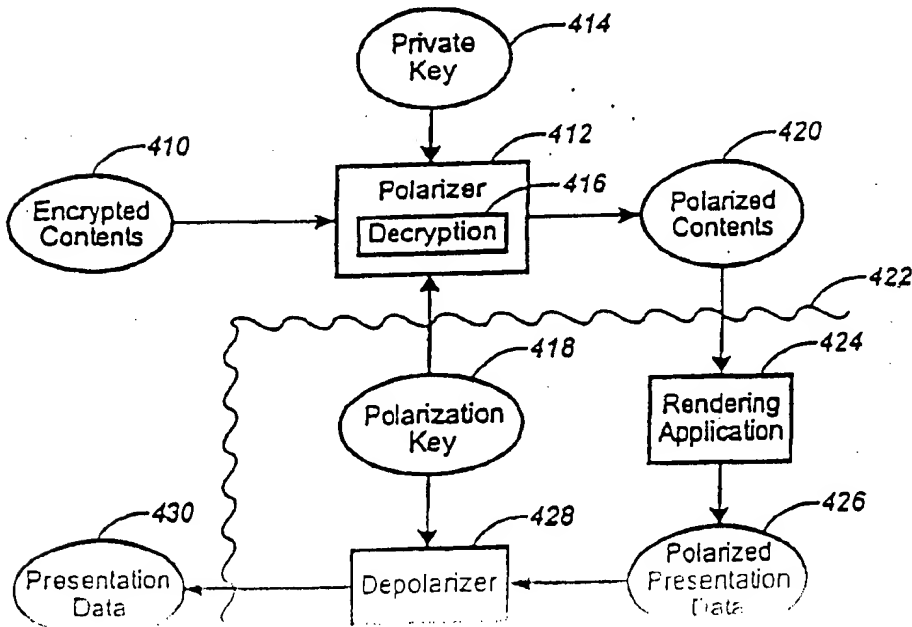 Private
Key
414
410
Encrypted
Contents
412
Polarizer
416
Decryption
420
Polarized
Contents
422
418
Polarization
Key
424
Rendering
Application
430
Presentation
Data
428
Depolarizer
426
Polarized
Presentation
Data